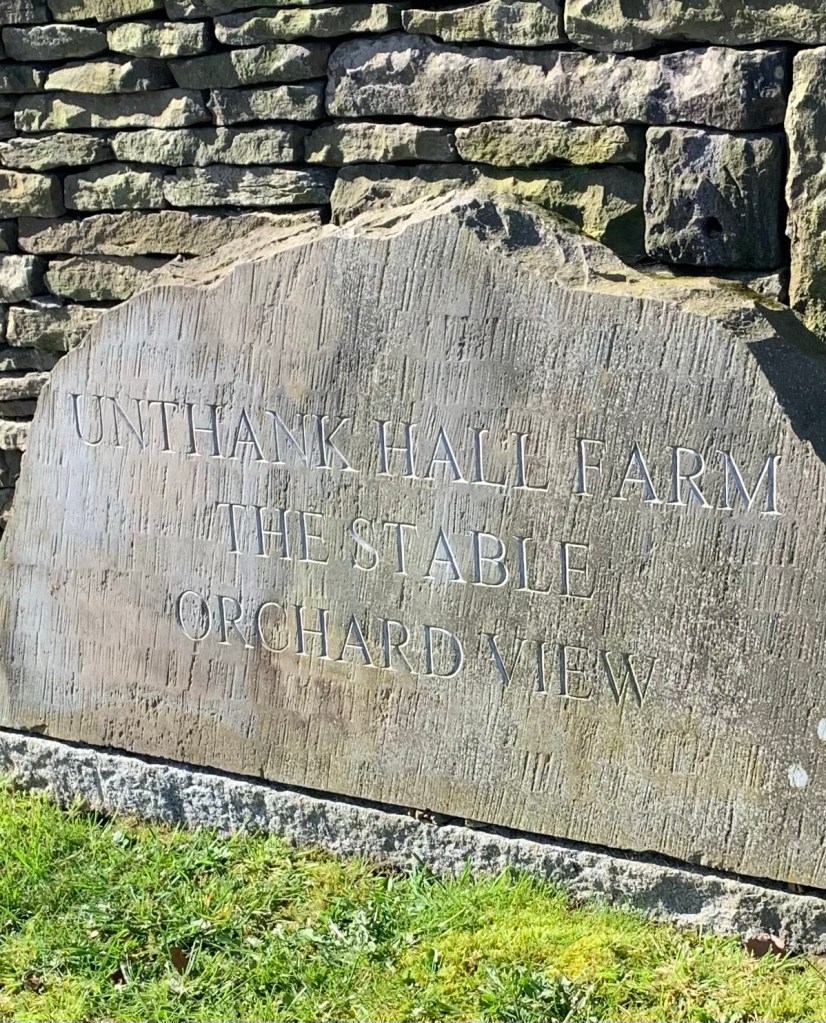 UNTHANK HALL FARM
THE STABLE
ORCHARD VIEW